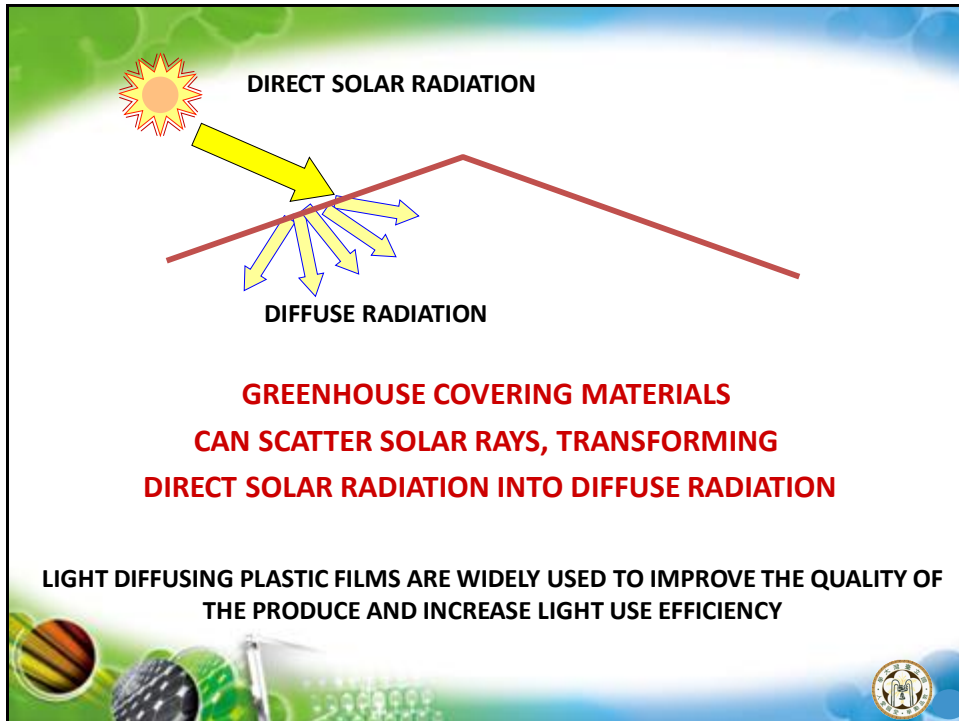 DIRECT SOLAR RADIATION
DIFFUSE RADIATION
GREENHOUSE COVERING MATERIALS
CAN SCATTER SOLAR RAYS, TRANSFORMING
DIRECT SOLAR RADIATION INTO DIFFUSE RADIATION
LIGHT DIFFUSING PLASTIC FILMS ARE WIDELY USED TO IMPROVE THE QUALITY OF
THE PRODUCE AND INCREASE LIGHT USE EFFICIENCY